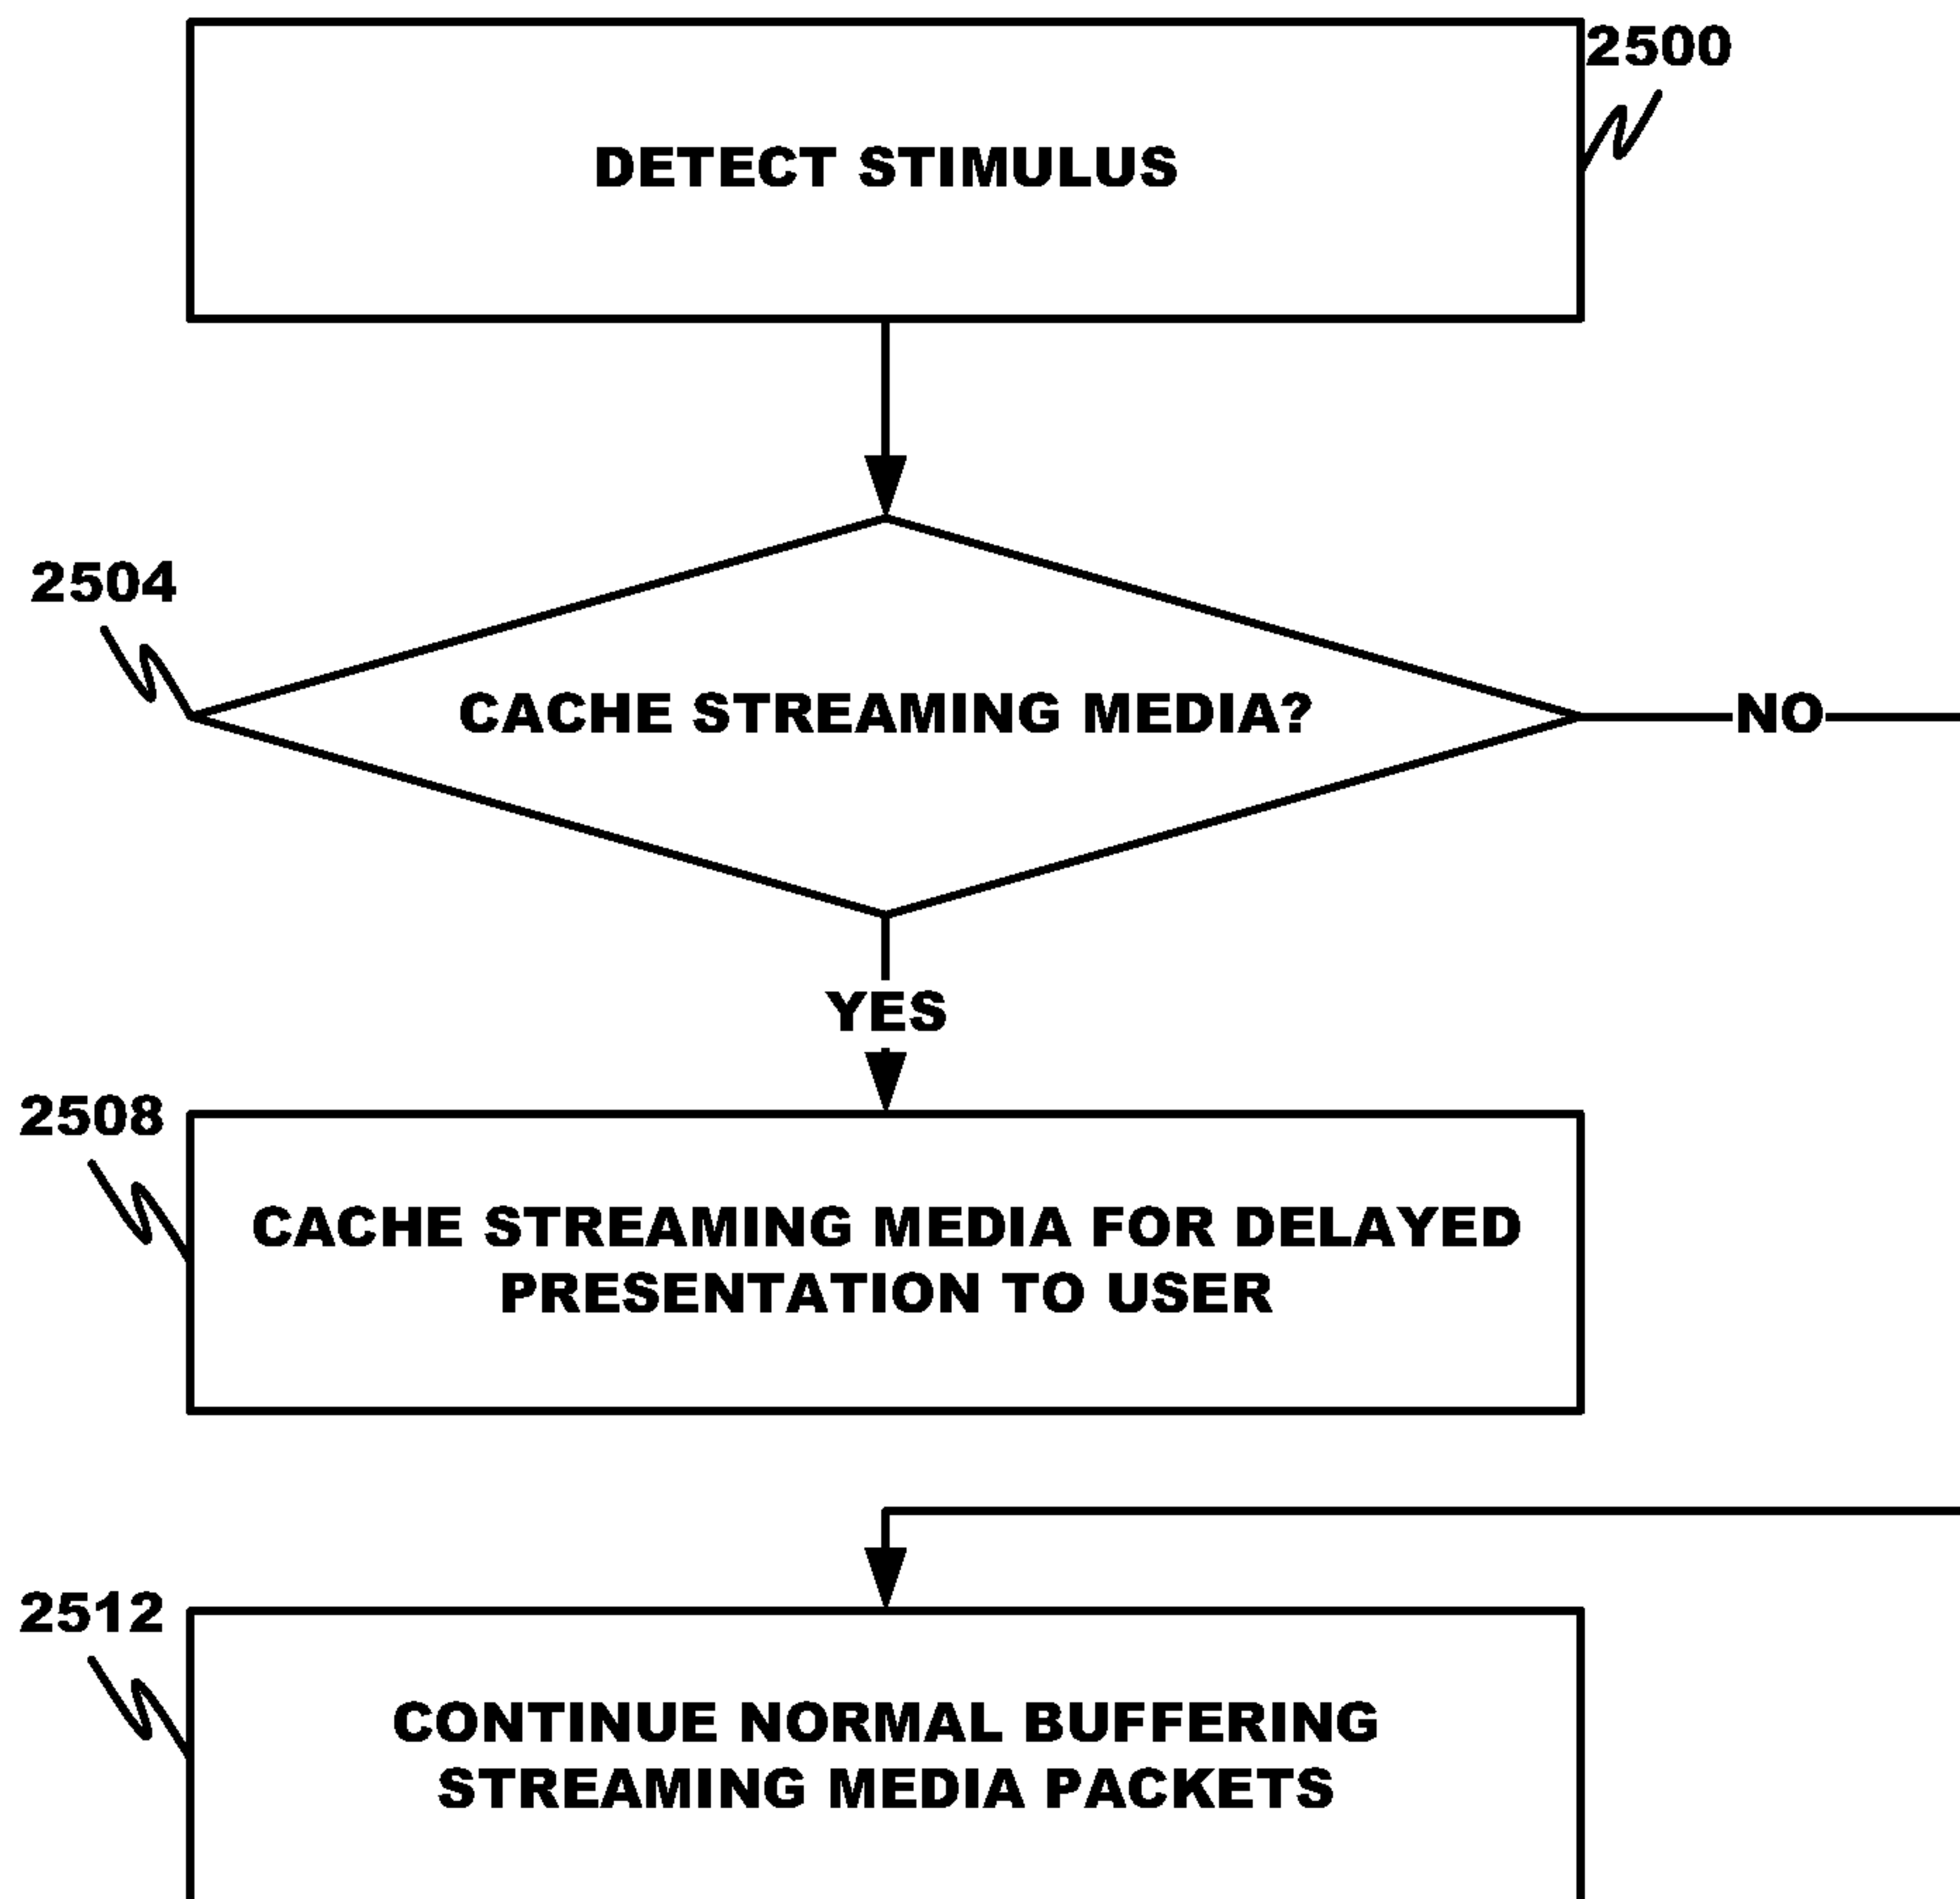 2500
DETECT STIMULUS
2504
CACHE STREAMING MEDIA?
NO
YES
2508
CACHE STREAMING MEDIA FOR DELAYED
PRESENTATION TO USER
2512
CONTINUE NORMAL BUFFERING
STREAMING MEDIA PACKETS